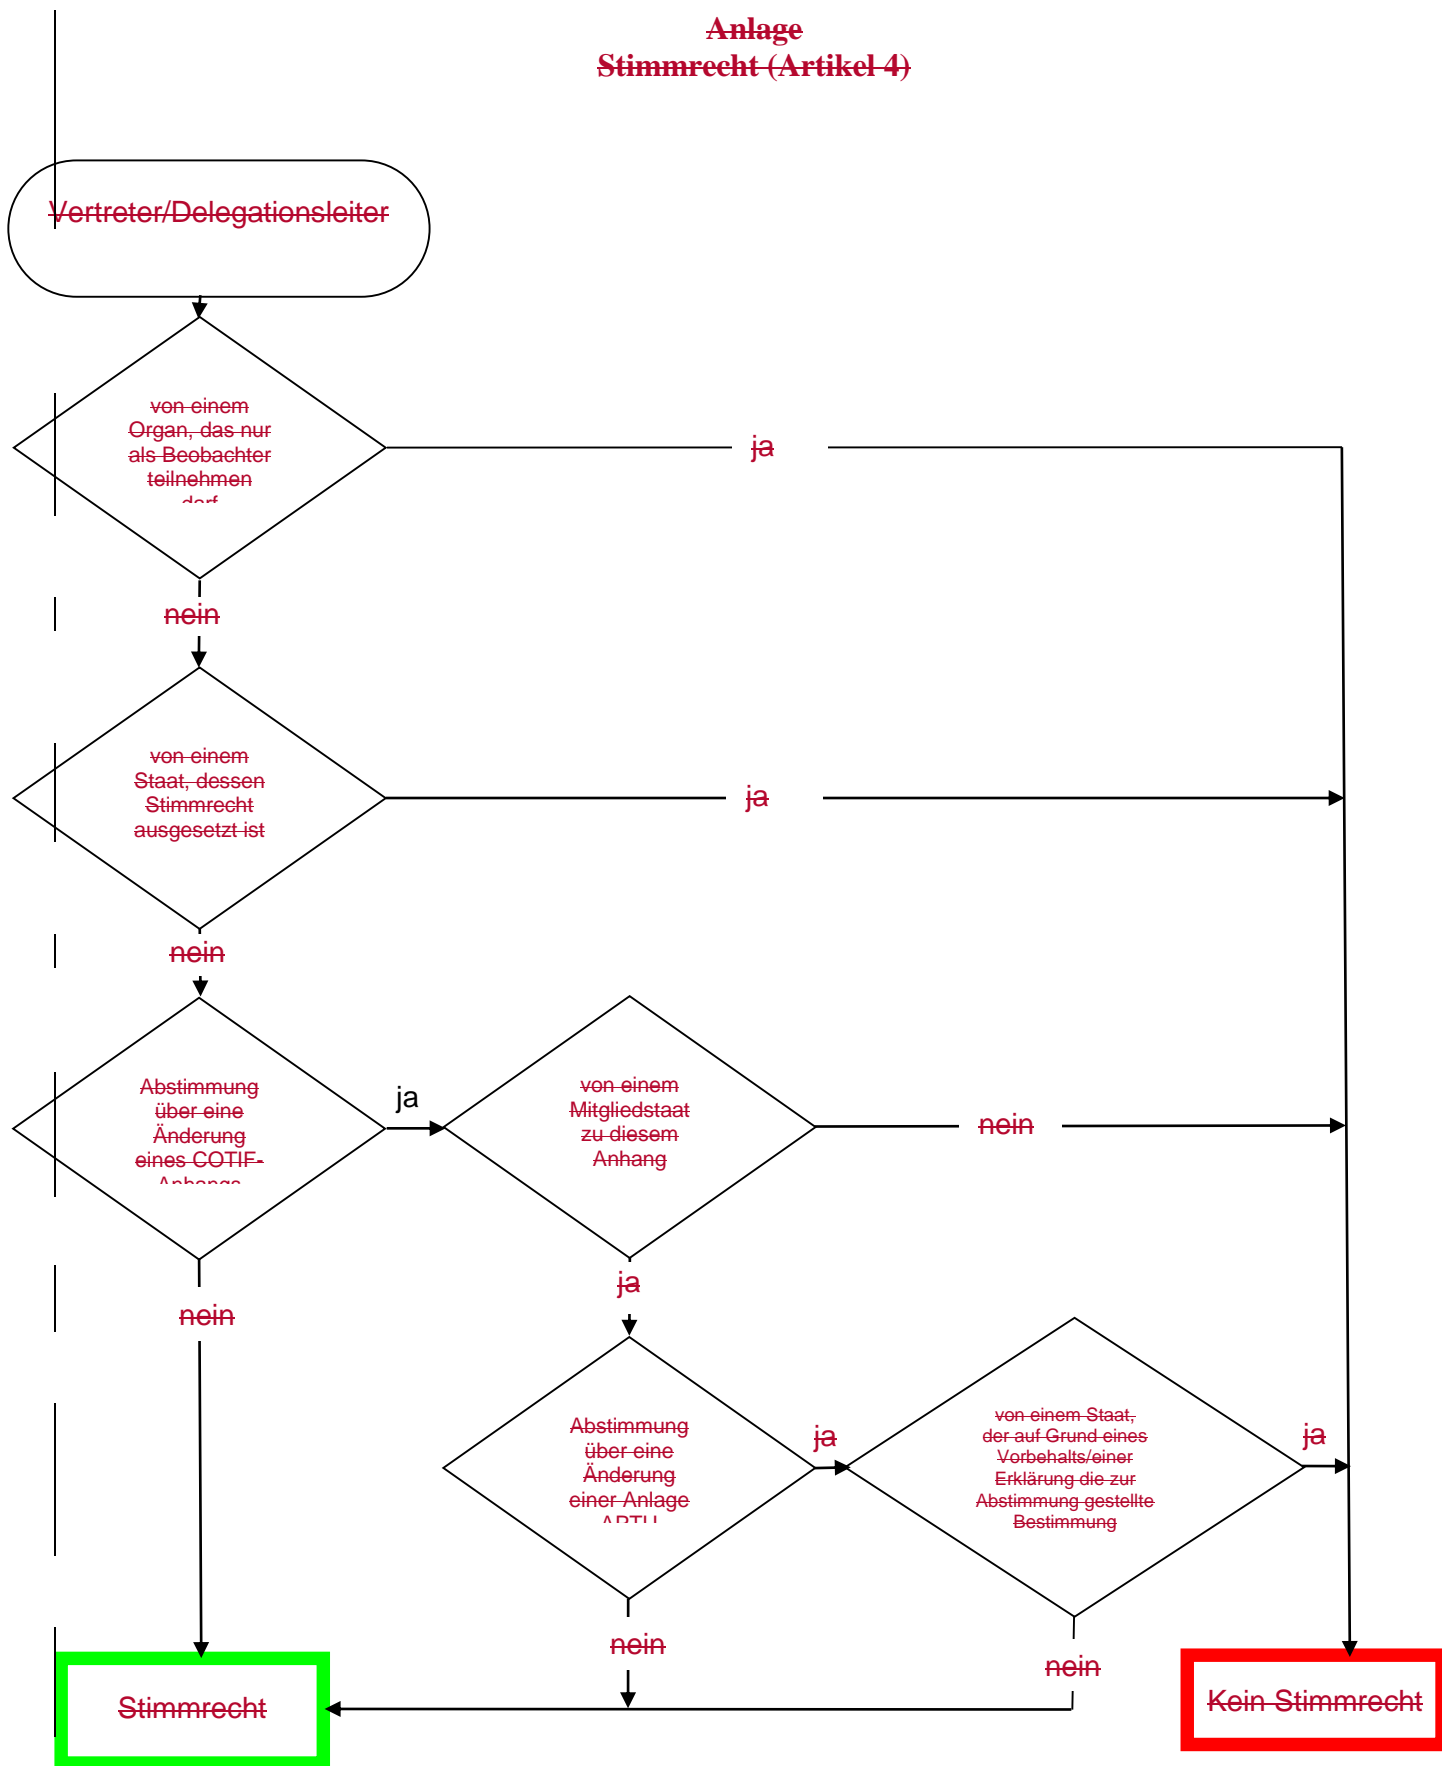 Anlage
Stimmrecht (Artikel 4)
Vertreter/Delegationsleiter
von einem
Organ, das nur
als Beobachter
teilnehmen
darf
ja
nein
von einem
Staat, dessen
Stimmrecht
ausgesetzt ist
ja
nein
Abstimmung
über eine
Änderung
eines COTIF-
Anhangs
ja
von einem
Mitgliedstaat
zu diesem
Anhang
nein
ja
nein
Abstimmung
über eine
Änderung
einer Anlage
APTU
ja
von einem Staat,
der auf Grund eines
Vorbehalts/einer
Erklärung die zur
Abstimmung gestellte
Bestimmung
ja
nein
nein
Stimmrecht
Kein Stimmrecht